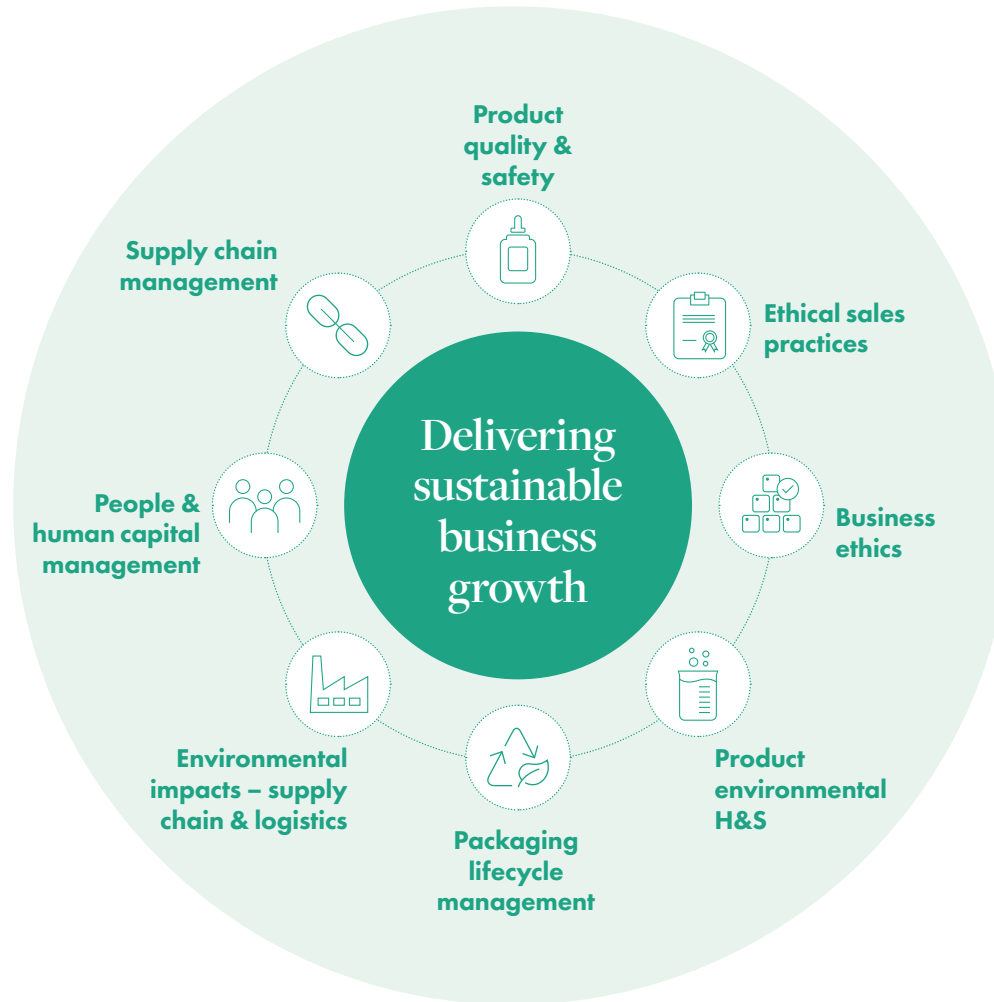 Product
quality &
safety
Supply chain
management
Ethical sales
practices
Delivering
sustainable
business
growth
People &
human capital
management
Business
ethics
Environmental
impacts – supply
chain & logistics
Product
environmental
H&S
Packaging
lifecycle
management